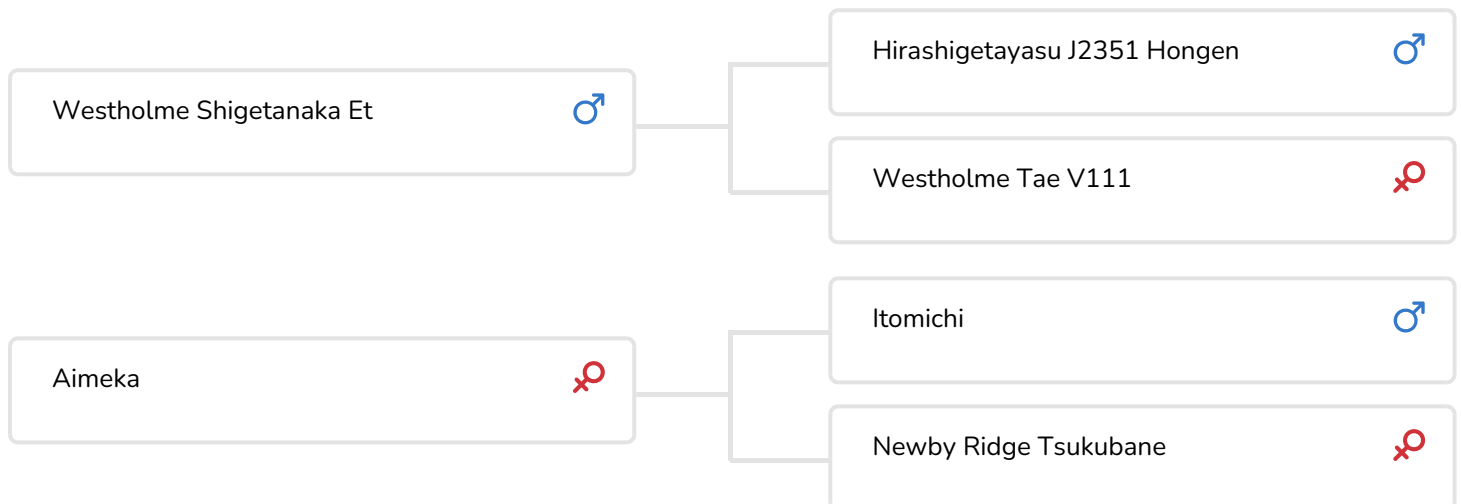 Hirashigetayasu J2351 Hongen
Westholme Shigetanaka Et
Westholme Tae V111
Itomichi
Aimeka
Newby Ridge Tsukubane